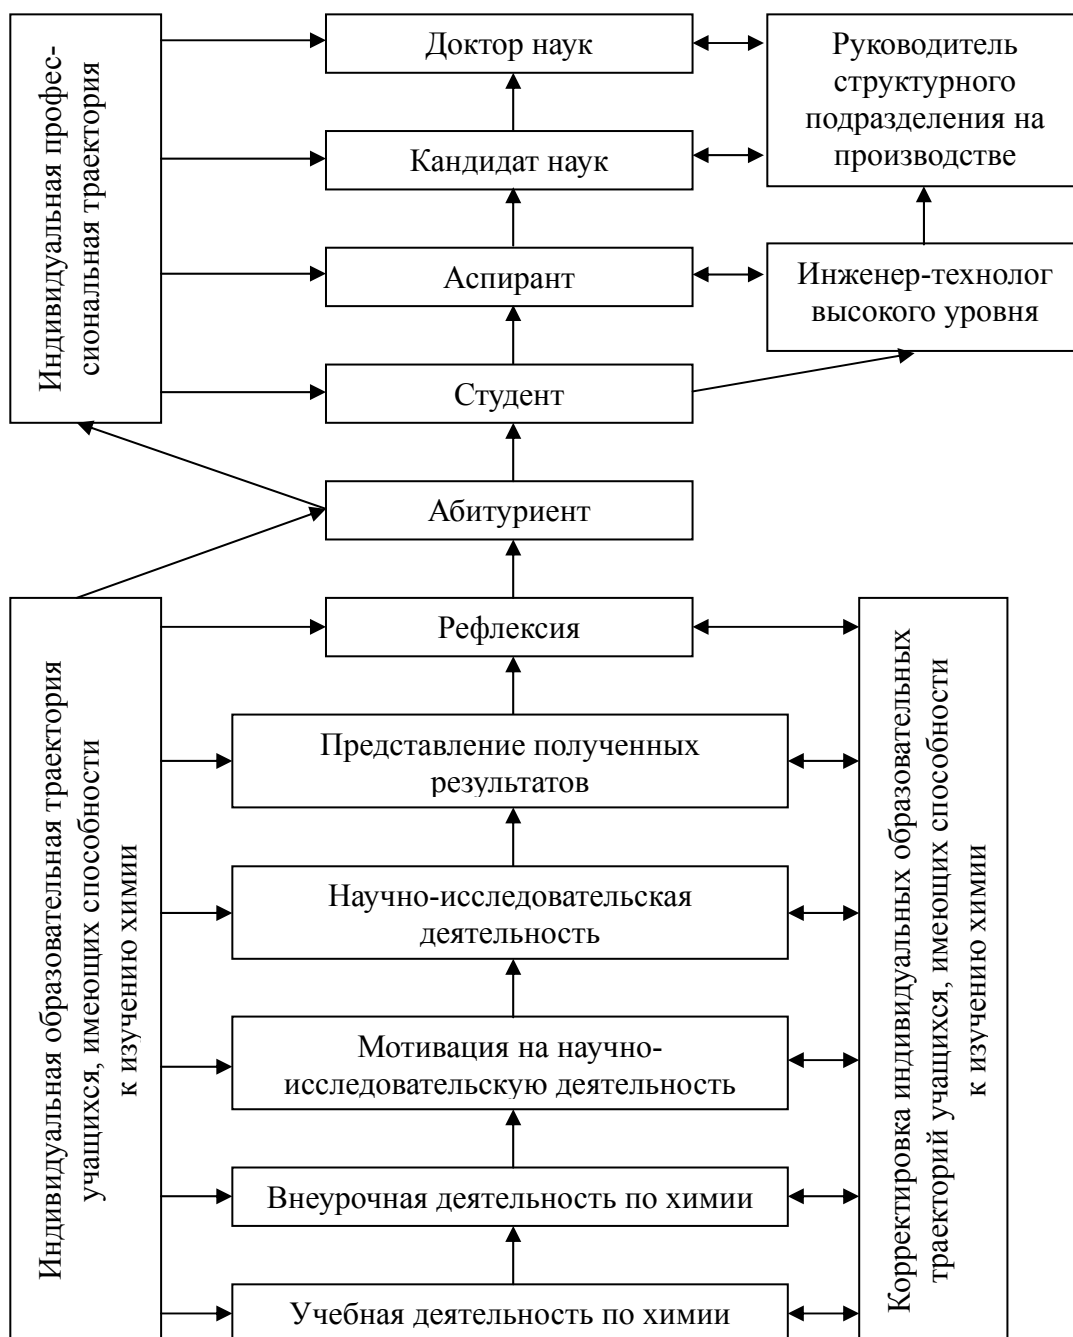 Индивидуальная профес-
сиональная траектория
Доктор наук
Руководитель
структурного
подразделения на
производстве
Кандидат наук
Аспирант
Инженер-технолог
высокого уровня
Студент
Абитуриент
Индивидуальная образовательная траектория
учащихся, имеющих способности
к изучению химии
Рефлексия
Корректировка индивидуальных образовательных
траекторий учащихся, имеющих способности
к изучению химии
Представление полученных
результатов
Научно-исследовательская
деятельность
Мотивация на научно-
исследовательскую деятельность
Внеурочная деятельность по химии
Учебная деятельность по химии